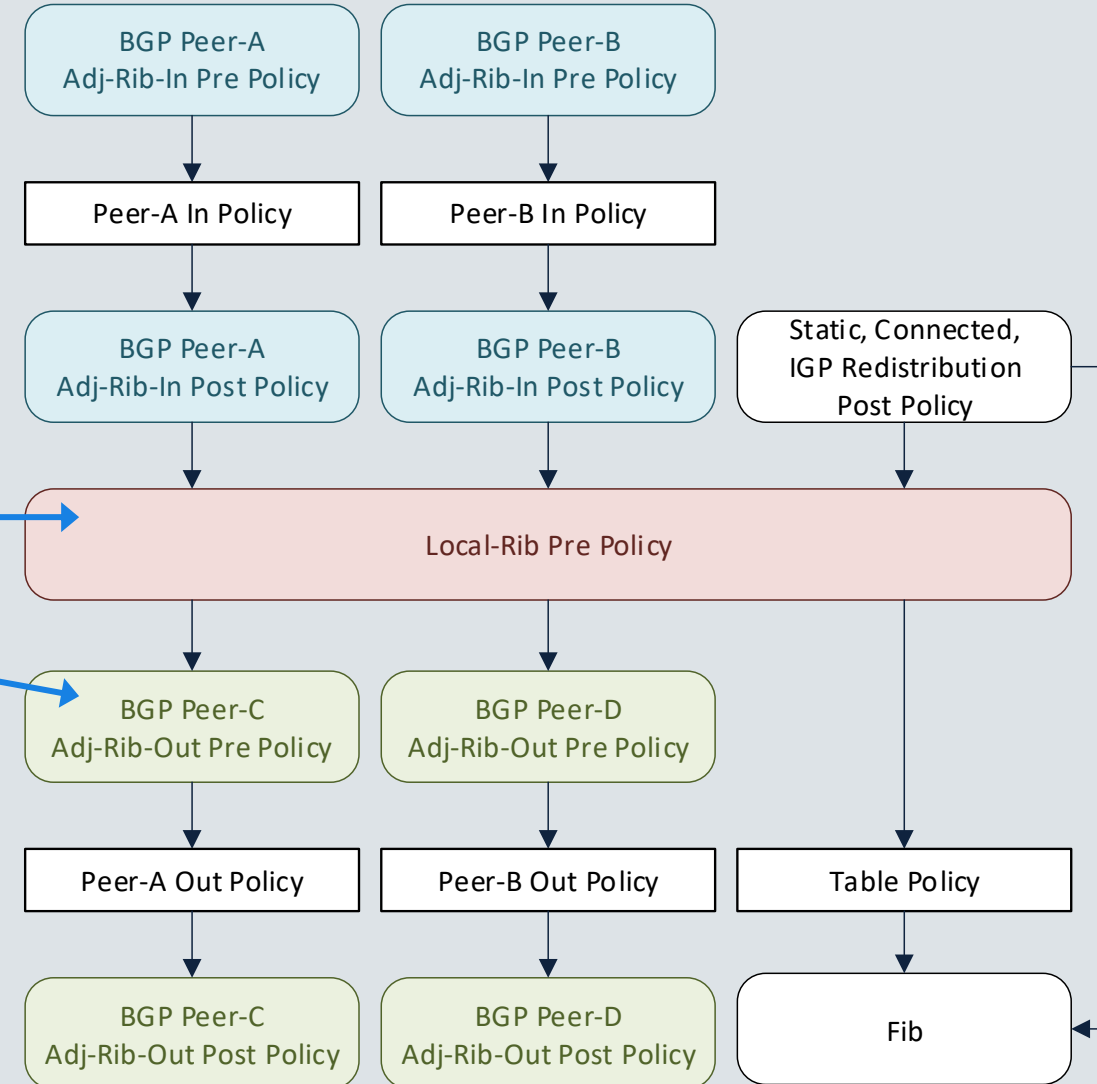 BGP Peer-A
Adj-Rib-In Pre Policy
BGP Peer-B
Adj-Rib-In Pre Policy
Peer-A In Policy
Peer-B In Policy
BGP Peer-A
Adj-Rib-In Post Policy
BGP Peer-B
Adj-Rib-In Post Policy
Static, Connected,
IGP Redistribution
Post Policy
Local-Rib Pre Policy
BGP Peer-C
Adj-Rib-Out Pre Policy
BGP Peer-D
Adj-Rib-Out Pre Policy
Peer-A Out Policy
Peer-B Out Policy
Table Policy
BGP Peer-C
Adj-Rib-Out Post Policy
BGP Peer-D
Adj-Rib-Out Post Policy
Fib